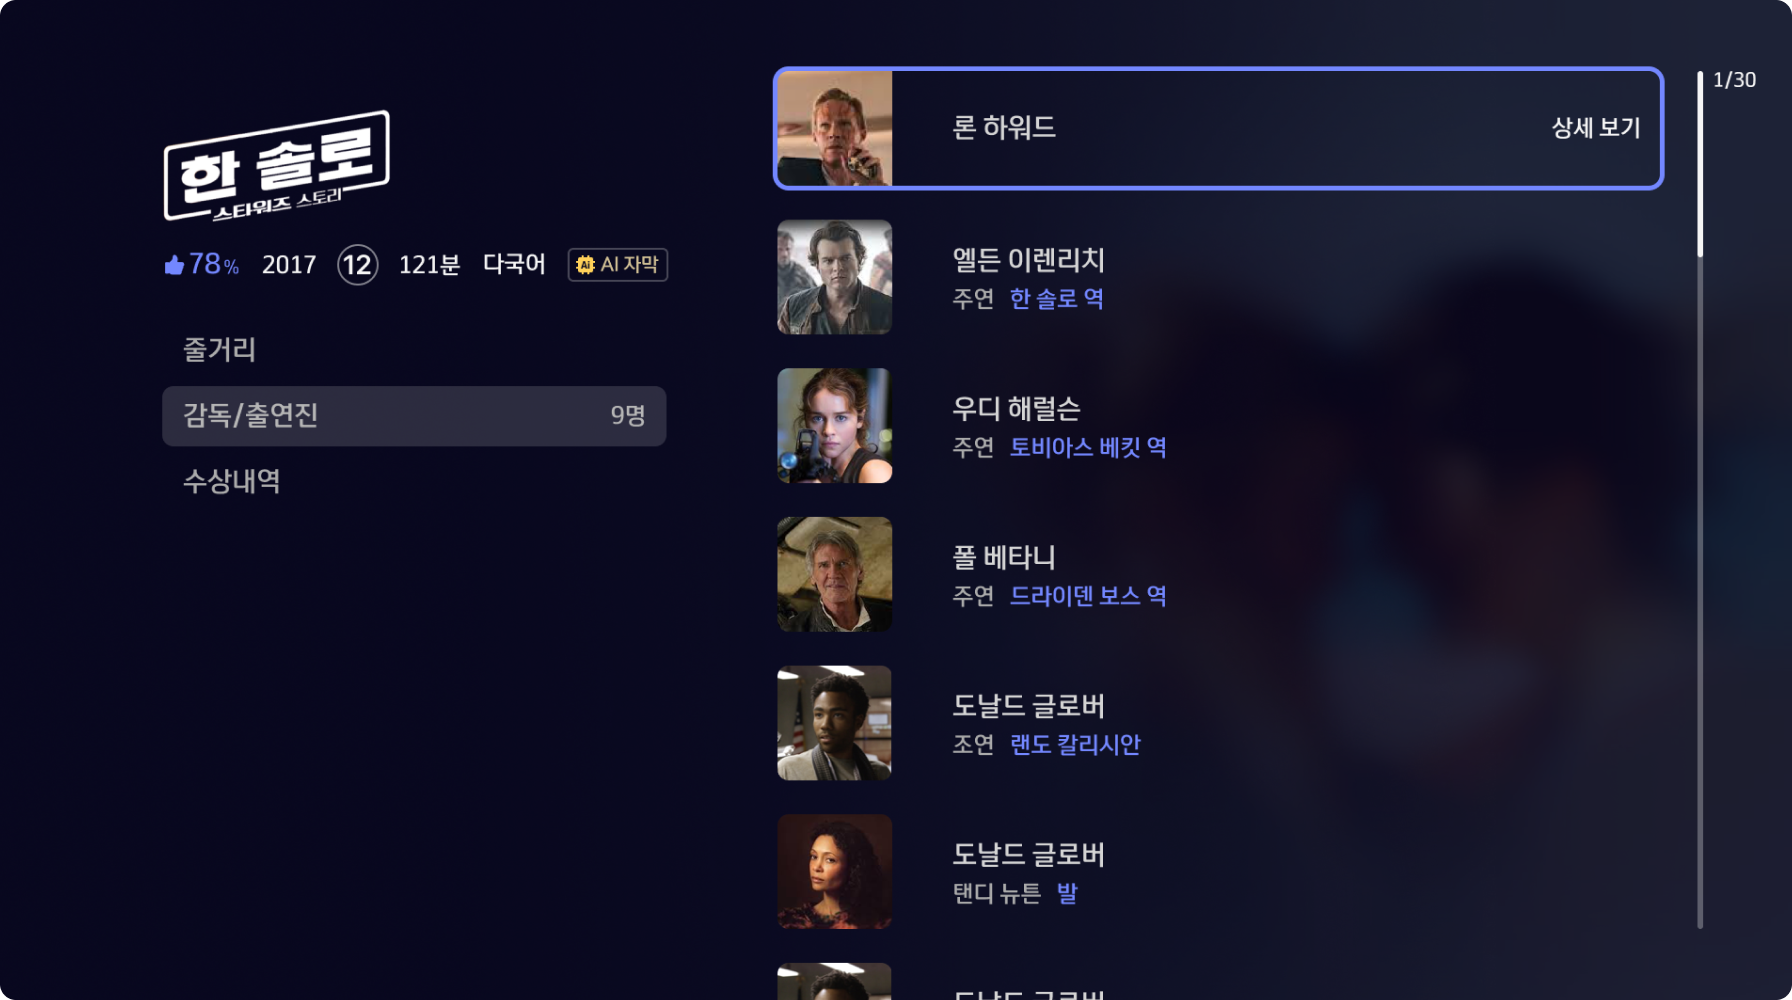 한 솔로
스타워즈 스토리
78% 2017 12 121분 다국어 AI AI 자막
줄거리
감독/출연진 9명
수상내역
론 하워드 상세 보기
1/30
엘든 이렌리치
주연 한 솔로 역
우디 해럴슨
주연 토비아스 베킷 역
폴 베타니
주연 드라이덴 보스 역
도날드 글로버
조연 랜도 칼리시안
도날드 글로버
탠디 뉴튼 발